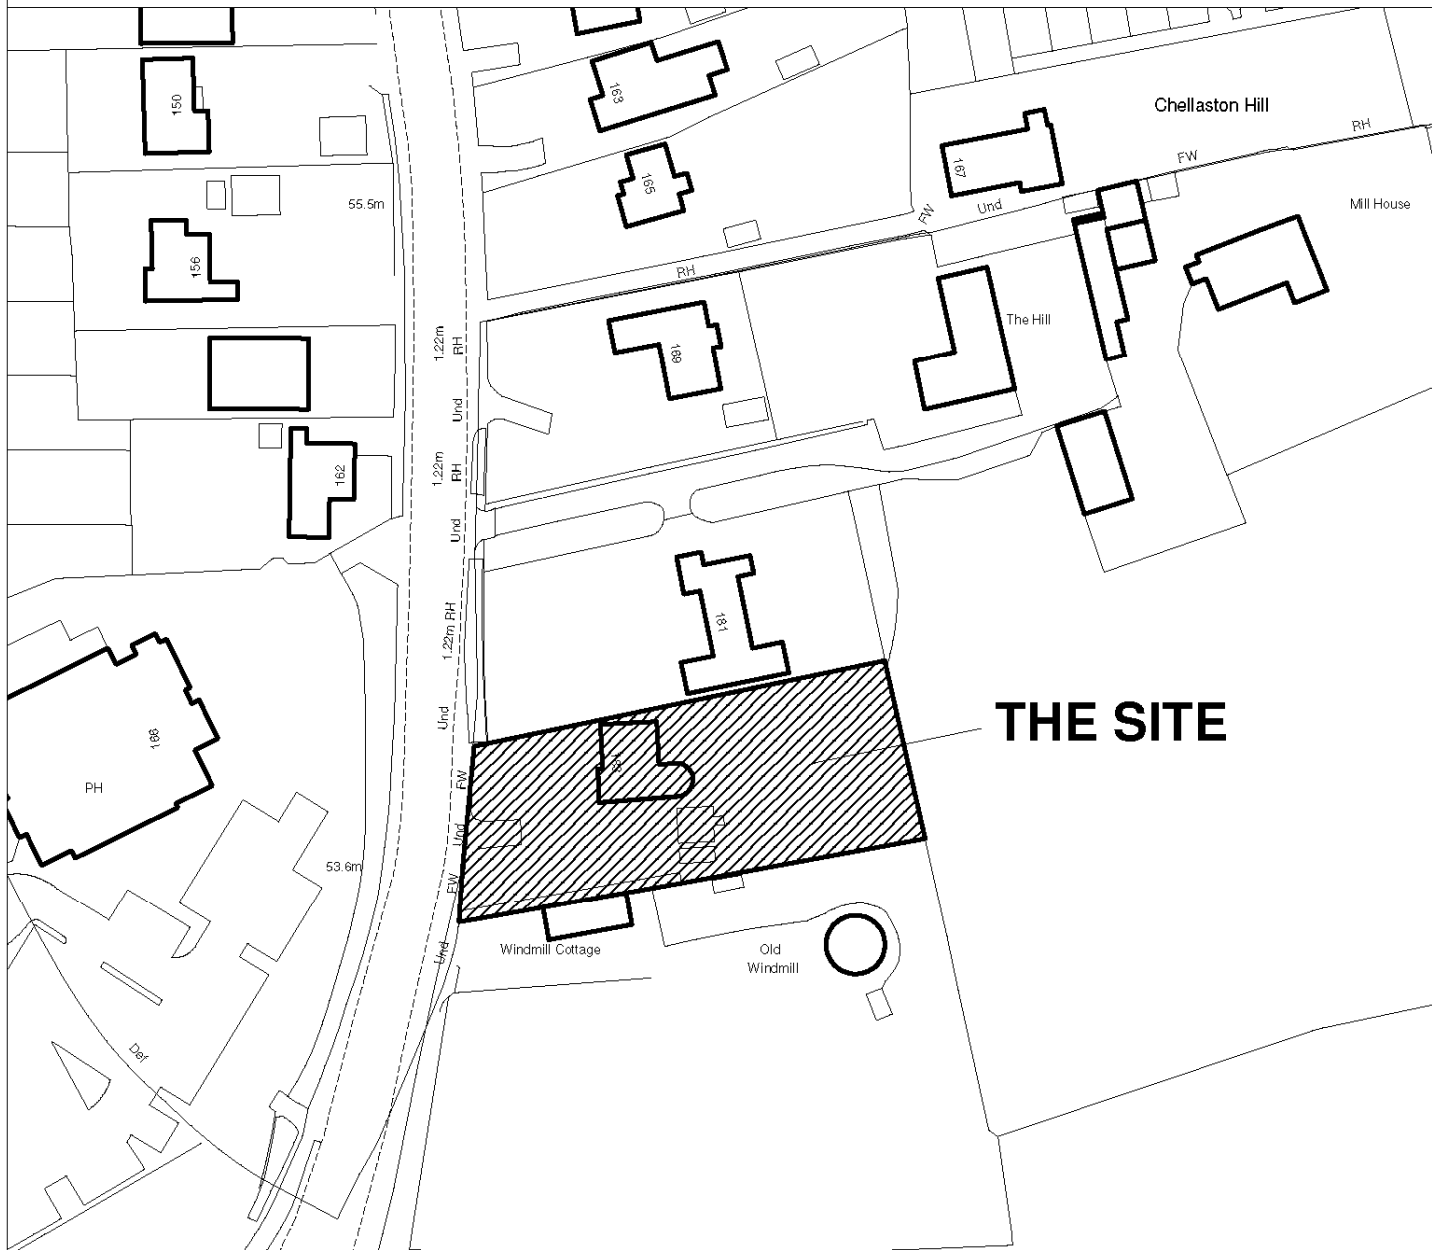 150
163
Chellaston Hill
RH
FW
167
165
Und
FW
55.5m
Mill House
156
RH
The Hill
1.22m
RH
169
Und
1.22m
RH
162
Und
181
1.22m RH
Und
THE SITE
166
PH
183
FW
Und
53.6m
FW
Und
Windmill Cottage
Old
Windmill
Def